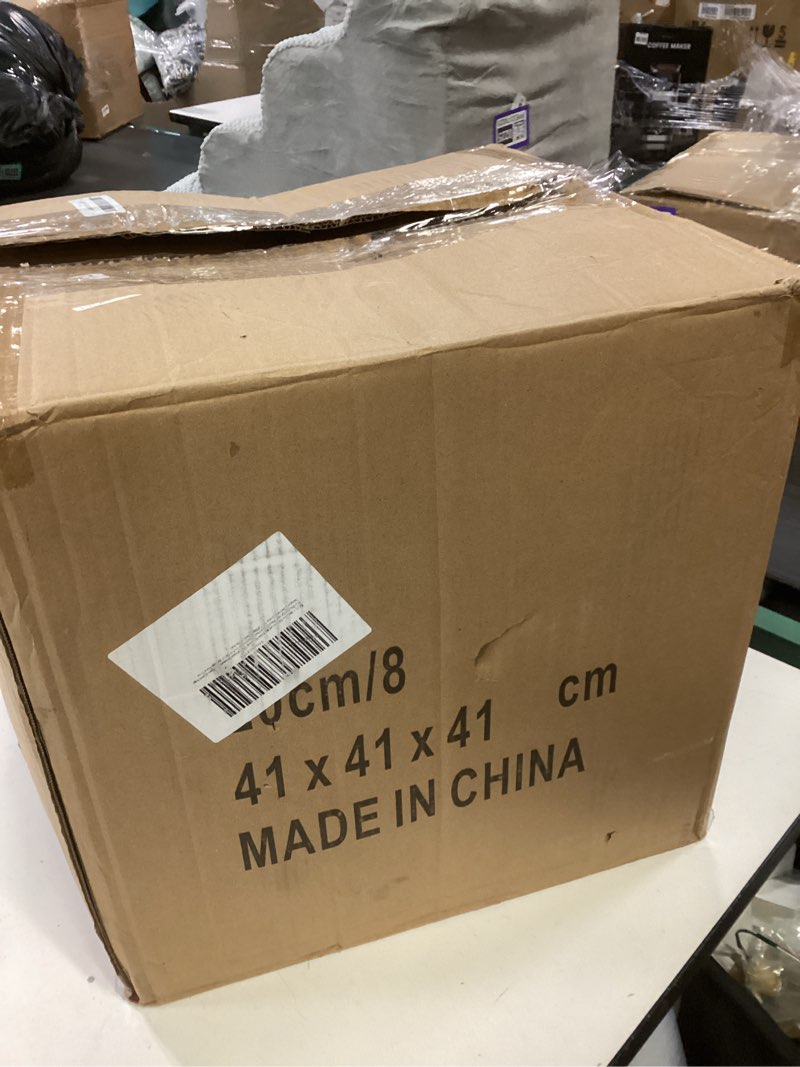 COFFEE MAKER
cm/8
41 x 41 x 41 cm
MADE IN CHINA